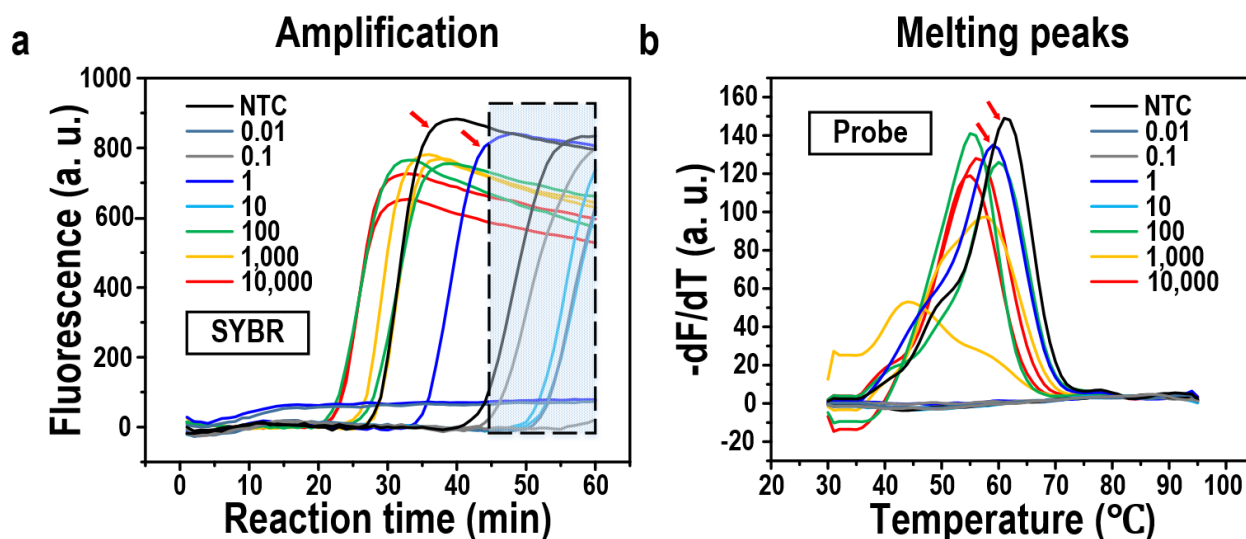 a
Amplification
Fluorescence (a. u.)
1000
800
600
400
200
0
NTC
0.01
0.1
1
10
100
1,000
10,000
SYBR
0 10 20 30 40 50 60
Reaction time (min)
b
Melting peaks
-dF/dT (a. u.)
160
140
120
100
80
60
40
20
0
-20
Probe
NTC
0.01
0.1
1
10
100
1,000
10,000
20 30 40 50 60 70 80 90 100
Temperature (℃)